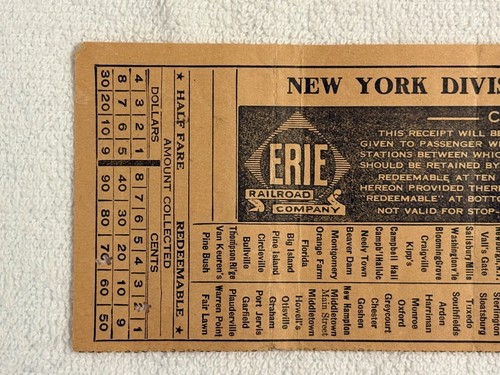 NEW YORK DIVIS
ERIE
RAILROAD
COMPANY
THIS RECEIPT WILL BE
GIVEN TO PASSENGER WI
STATIONS BETWEEN WHIC
SHOULD BE RETAINED B
REDEEMABLE AT TEN
HEREON PROVIDED THERE
"REDEEMABLE" AT BOTTO
NOT VALID FOR STOP
Vail's Gate
Salisbury Mills
Washingtonv'le
Blooming Grove
Craigville
Kipp's
Campbell Hall
Neely Town
Beaver Dam
Montgomery
Orange Farm
Florida
Big Island
Pine Island
Circleville
Bullville
Thompson Ri'ge
Van Keuren's
Pine Bush
Sloatsburg
Tuxedo
Southfields
Arden
Harriman
Monroe
Oxford
Greycourt
Chester
Goshen
New Hampton
Middletown
Main Street
Middletown
Howell's
Otisville
Graham
Port Jervis
Garfield
Plauderville
Warren Point
Fair Lawn
★ HALF FARE REDEEMABLE ★
AMOUNT COLLECTED
DOLLARS CENTS
4 3 2 1 8 7 6 5 4 3 2 1
8 7 6 5 40 30 20 10 9
30 20 10 9 90 80 70 60 50